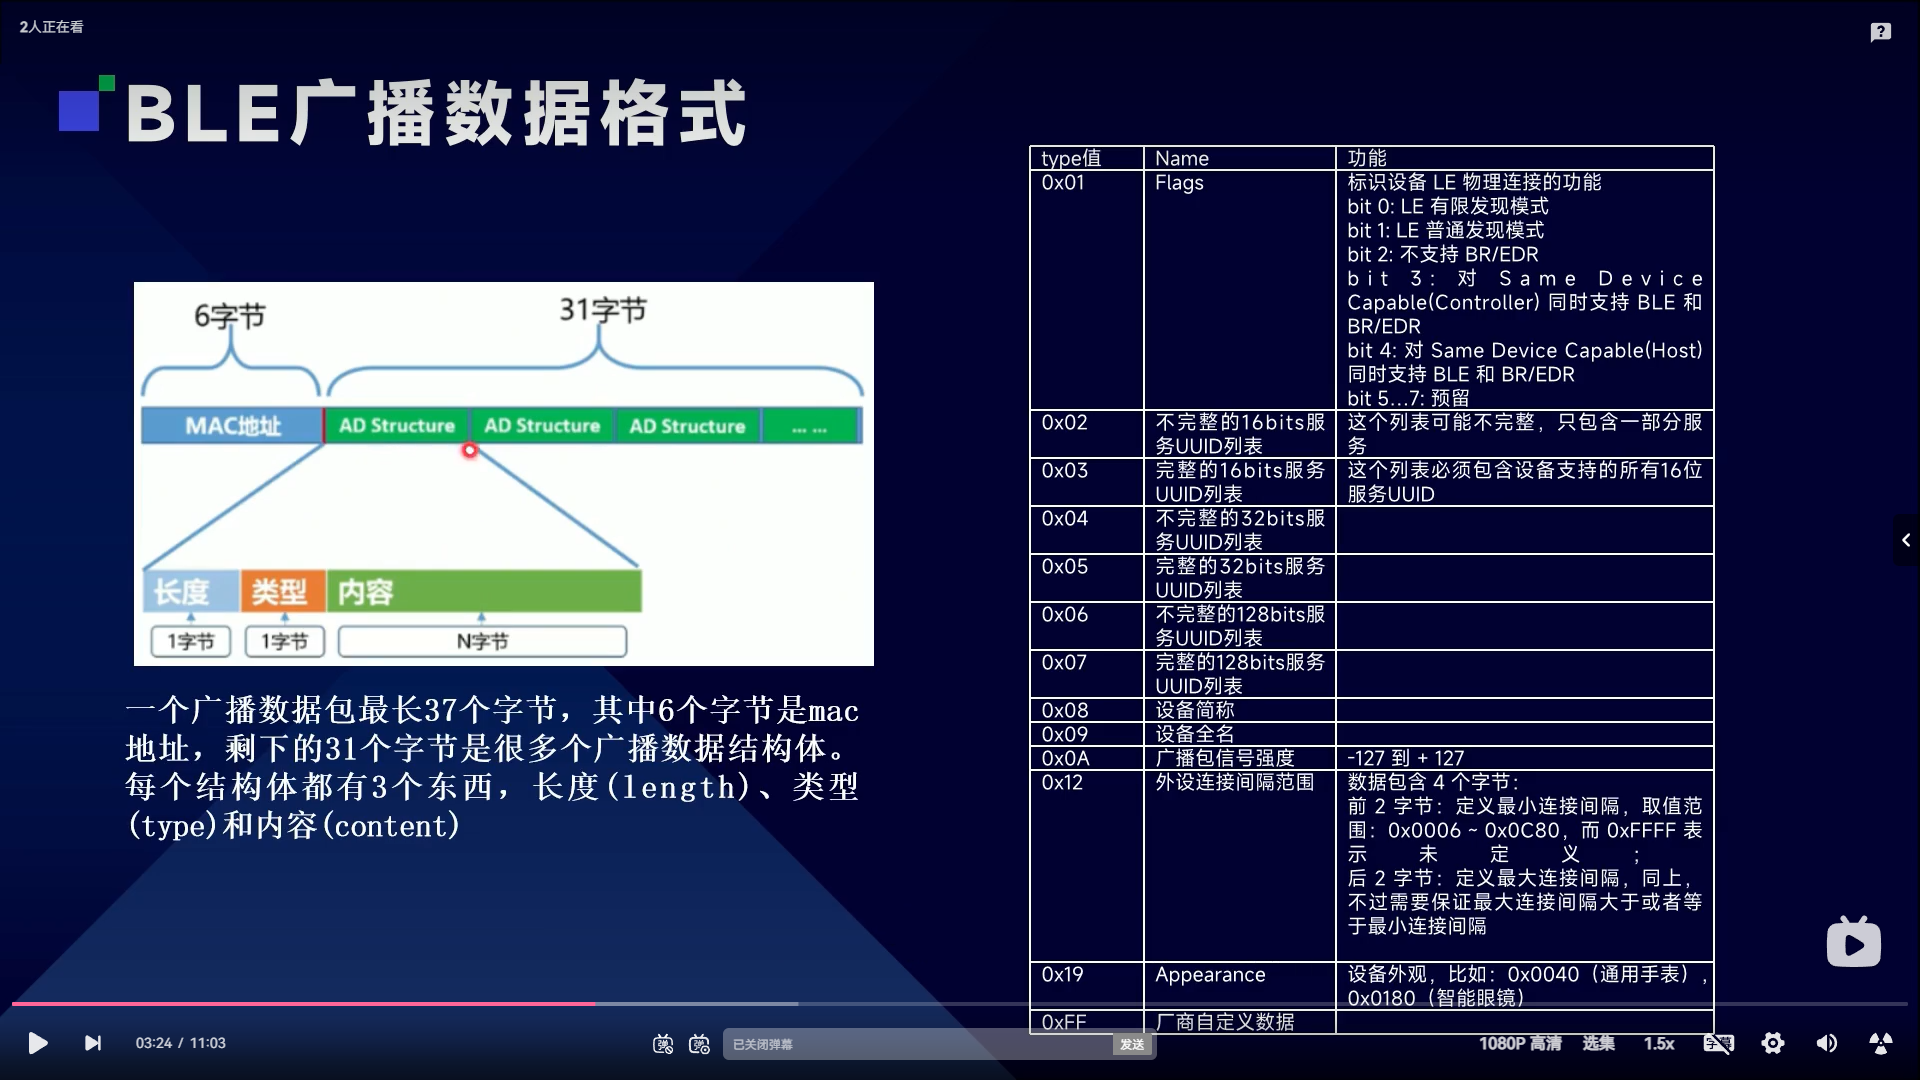 2人正在看
BLE广播数据格式
6字节
31字节
MAC地址
AD Structure
AD Structure
AD Structure
... ...
长度
类型
内容
1字节
1字节
N字节
一个广播数据包最长37个字节，其中6个字节是mac
地址，剩下的31个字节是很多个广播数据结构体。
每个结构体都有3个东西，长度(length)、类型
(type)和内容(content)
type值 Name 功能
0x01 Flags 标识设备 LE 物理连接的功能
bit 0: LE 有限发现模式
bit 1: LE 普通发现模式
bit 2: 不支持 BR/EDR
bit 3: 对 Same Device
Capable(Controller) 同时支持 BLE 和
BR/EDR
bit 4: 对 Same Device Capable(Host)
同时支持 BLE 和 BR/EDR
bit 5…7: 预留
0x02 不完整的16bits服 这个列表可能不完整，只包含一部分服
务UUID列表 务
0x03 完整的16bits服务 这个列表必须包含设备支持的所有16位
UUID列表 服务UUID
0x04 不完整的32bits服
务UUID列表
0x05 完整的32bits服务
UUID列表
0x06 不完整的128bits服
务UUID列表
0x07 完整的128bits服务
UUID列表
0x08 设备简称
0x09 设备全名
0x0A 广播包信号强度 -127 到 + 127
0x12 外设连接间隔范围 数据包含 4 个字节：
前 2 字节：定义最小连接间隔，取值范
围：0x0006 ~ 0x0C80，而 0xFFFF 表
示未定义；
后 2 字节：定义最大连接间隔，同上，
不过需要保证最大连接间隔大于或者等
于最小连接间隔
0x19 Appearance 设备外观，比如：0x0040（通用手表），
0x0180（智能眼镜）
0xFF 厂商自定义数据
03:24 / 11:03
已关闭弹幕
发送
1080P 高清
选集
1.5x